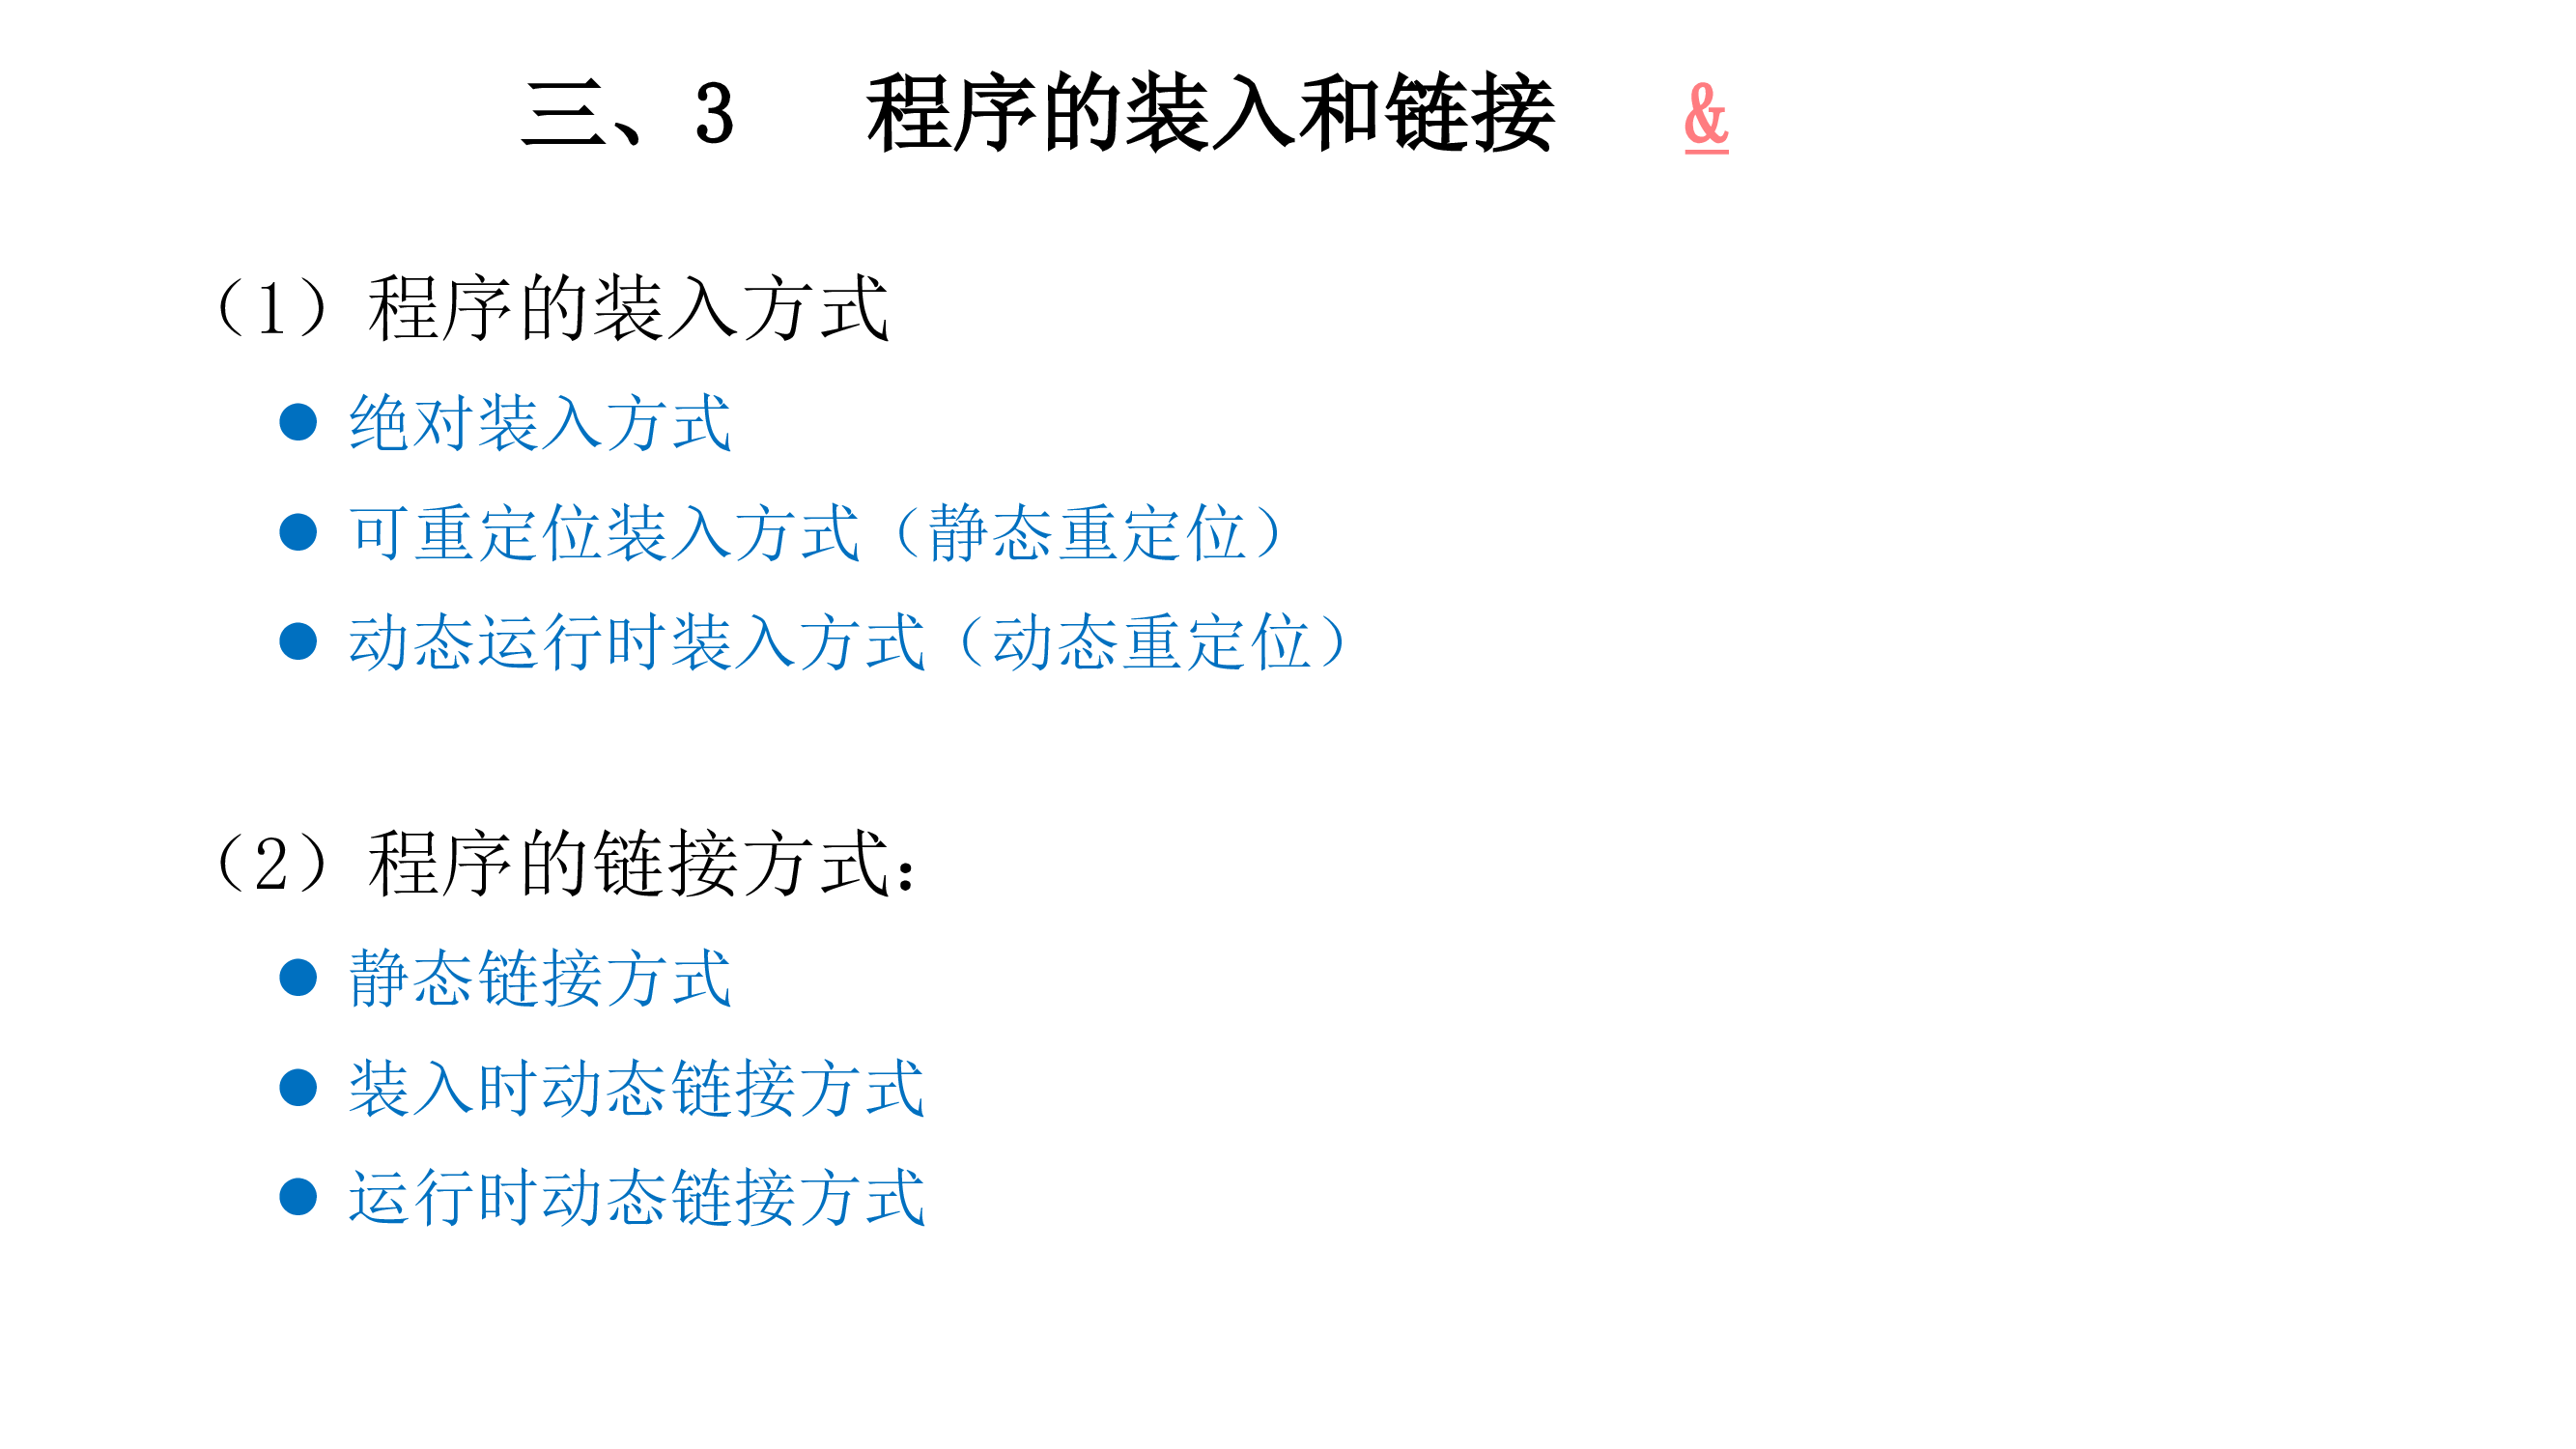 三、3 程序的装入和链接 &
（1）程序的装入方式
● 绝对装入方式
● 可重定位装入方式（静态重定位）
● 动态运行时装入方式（动态重定位）
（2）程序的链接方式：
● 静态链接方式
● 装入时动态链接方式
● 运行时动态链接方式